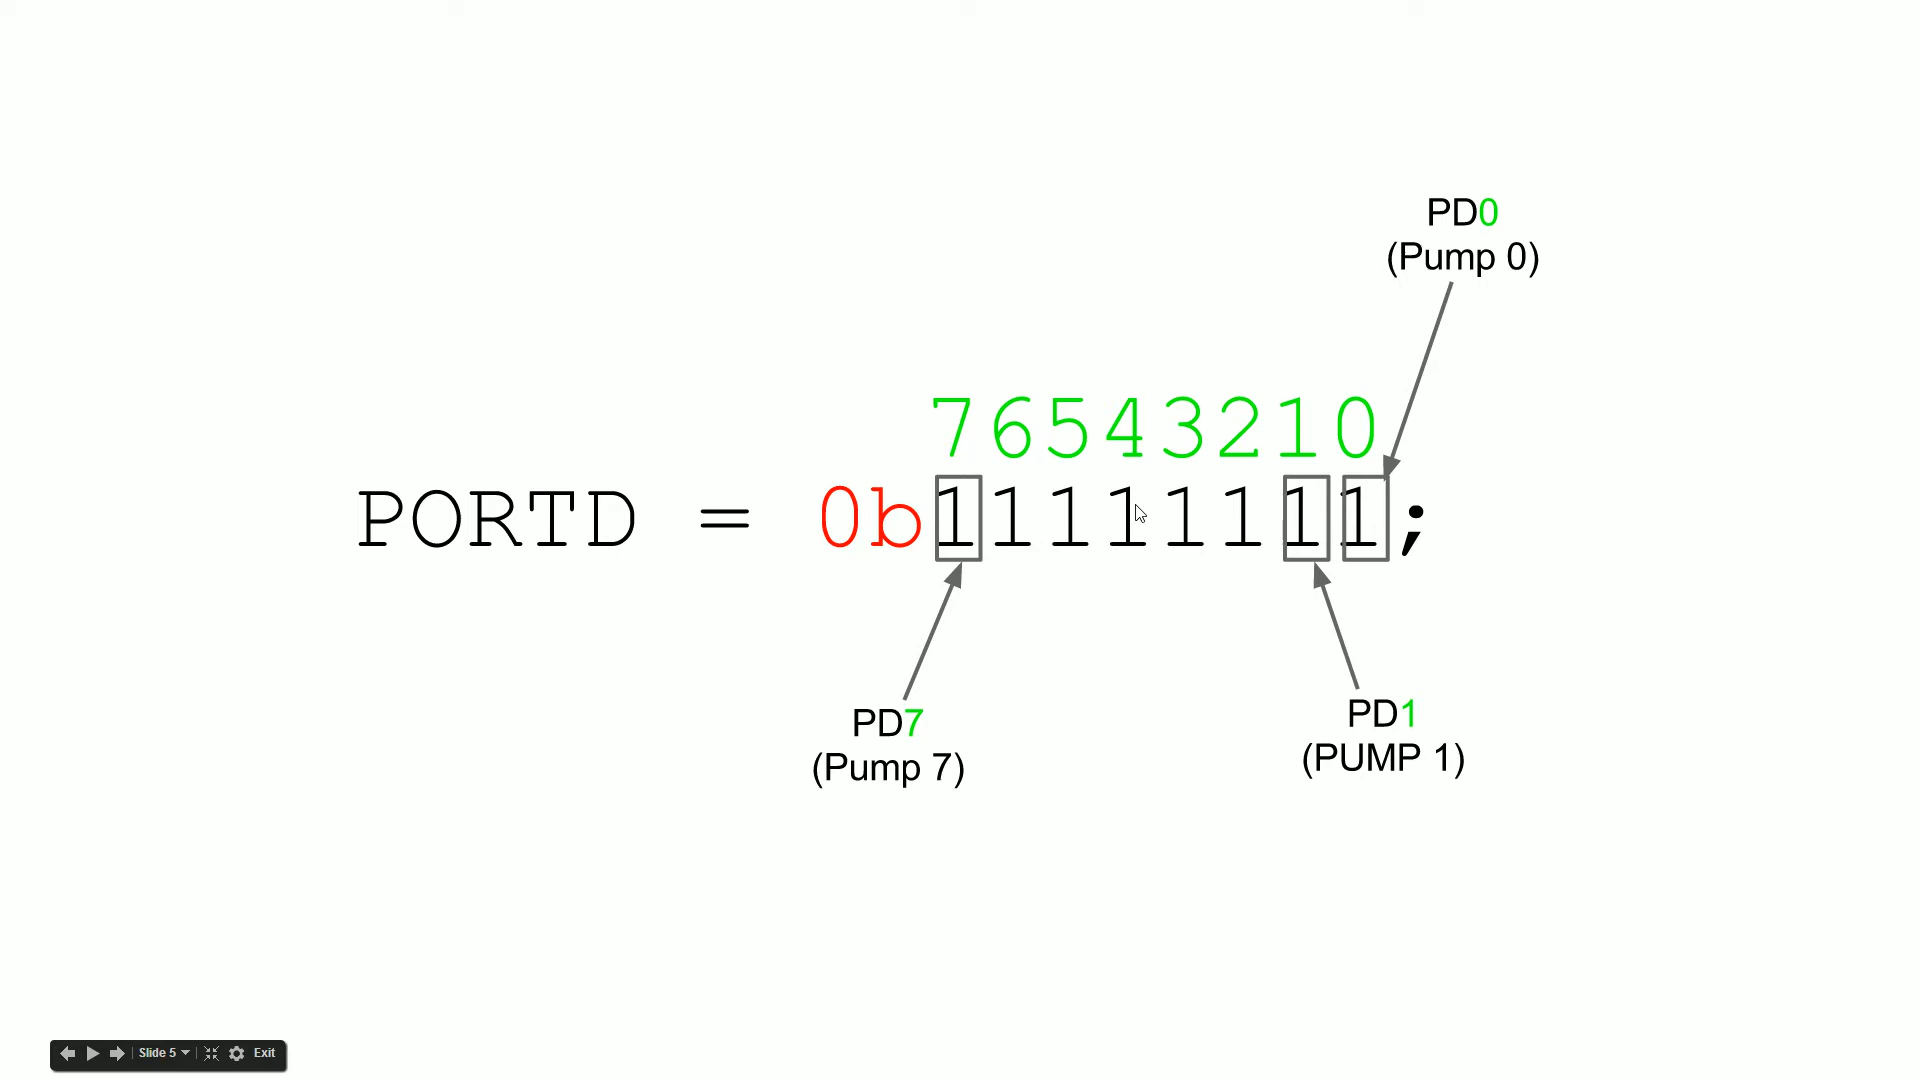 PD0
(Pump 0)
76543210
PORTD = 0b11111111;
PD7
(Pump 7)
PD1
(PUMP 1)
Slide 5
Exit